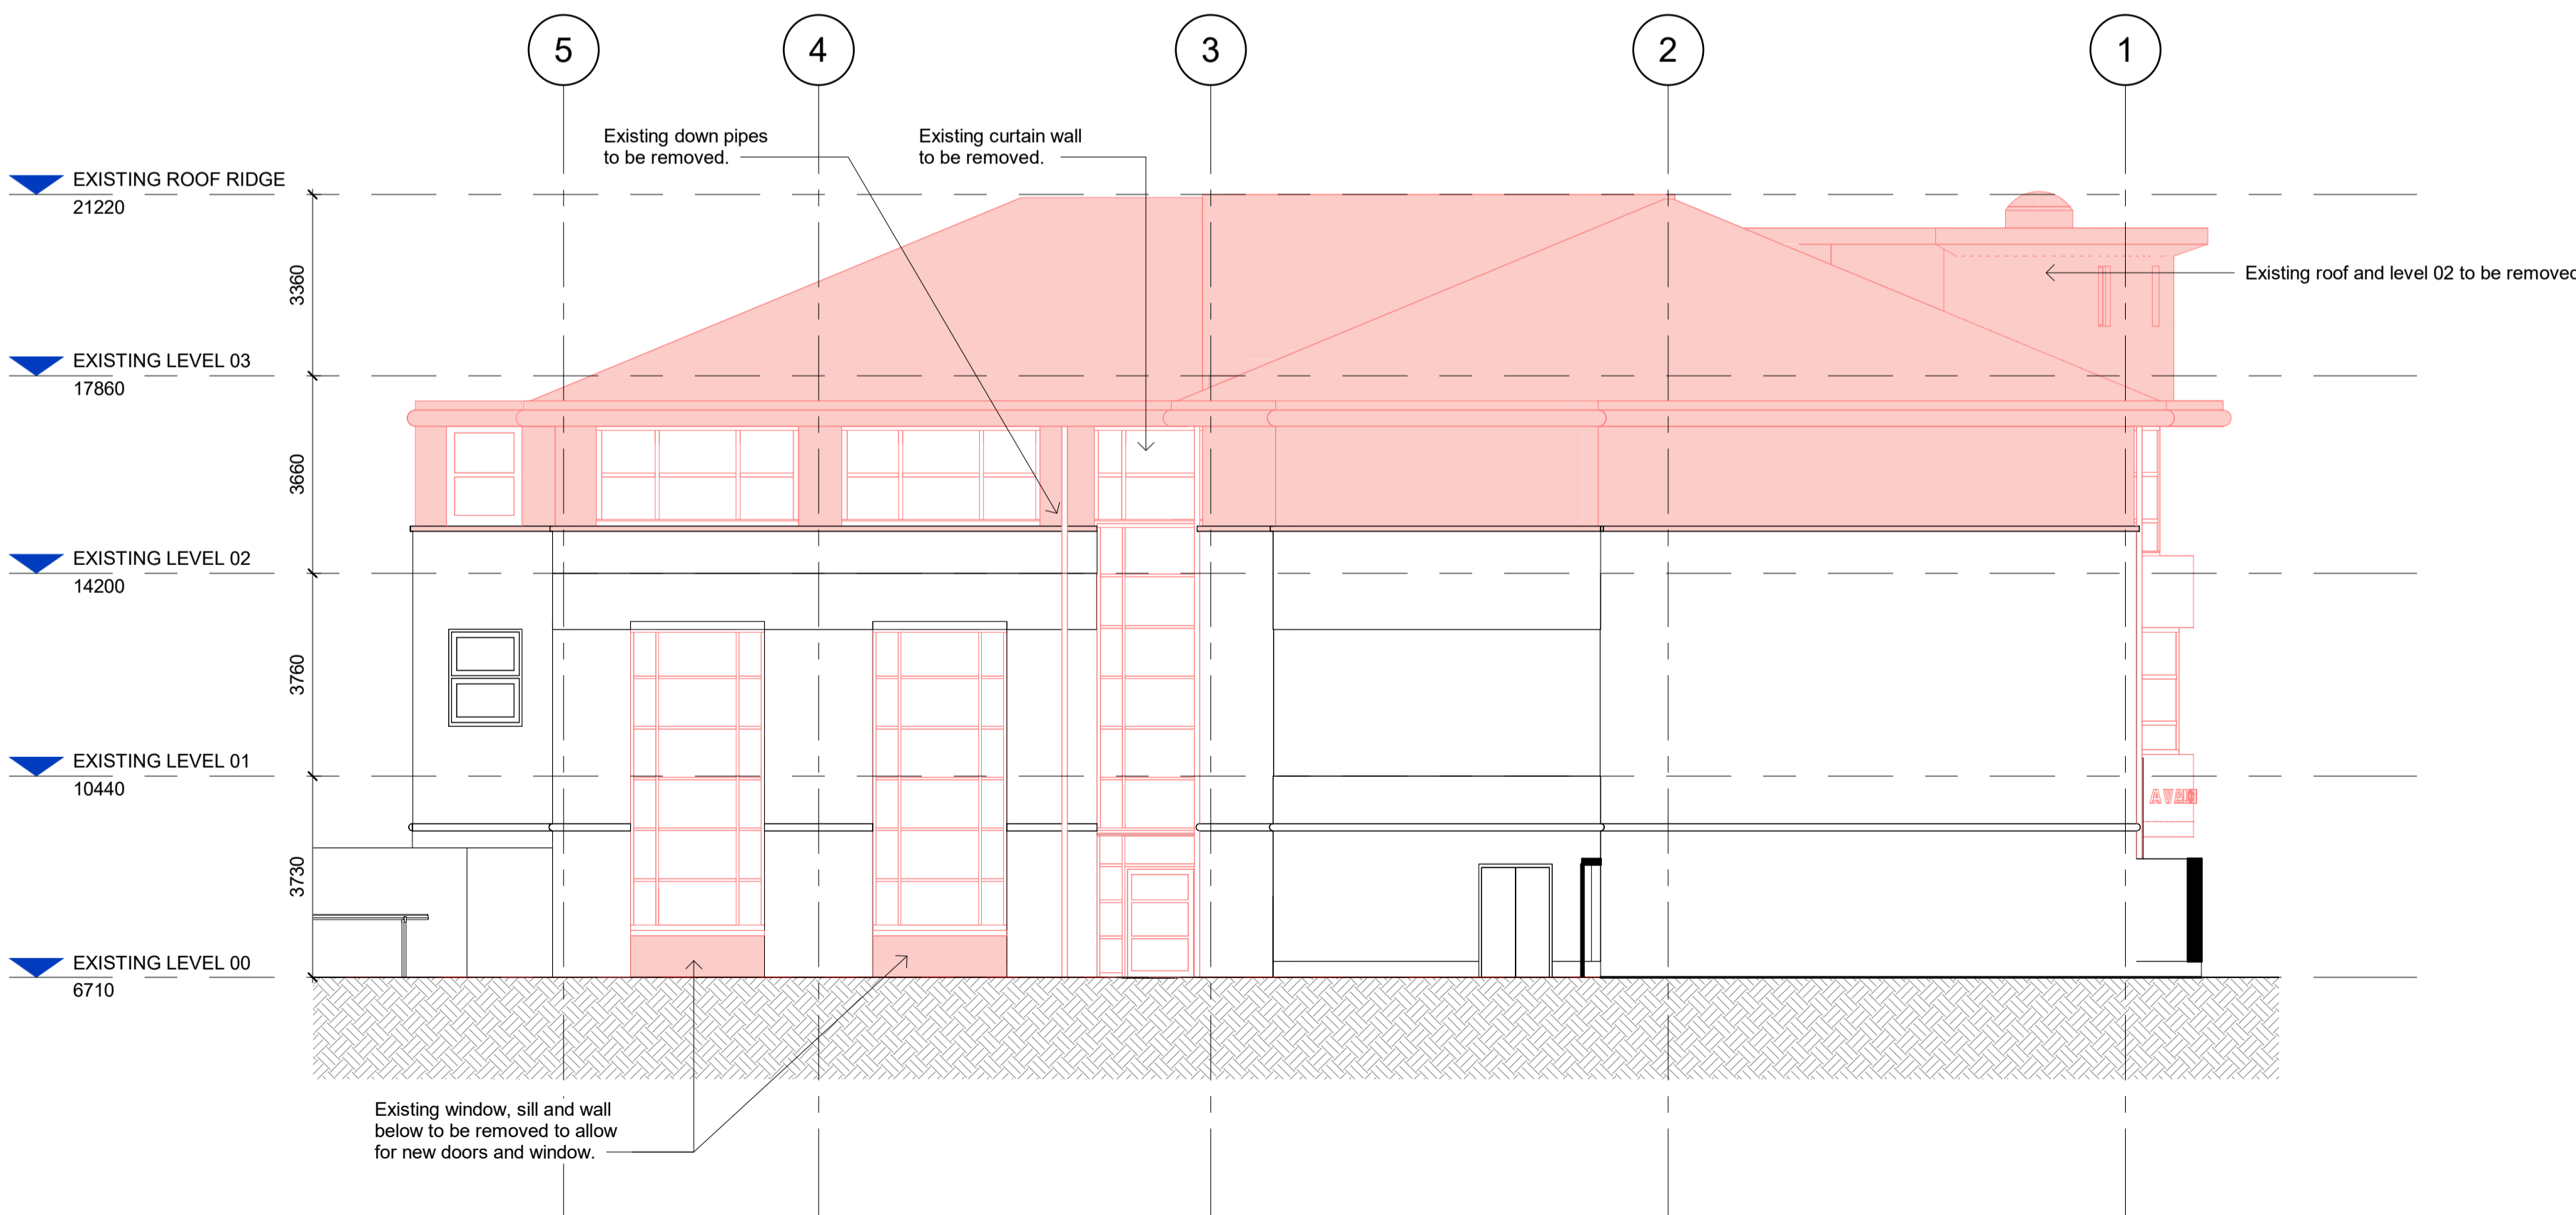 5
4
3
2
1
Existing down pipes
to be removed.
Existing curtain wall
to be removed.
EXISTING ROOF RIDGE
21220
3360
Existing roof and level 02 to be removed
EXISTING LEVEL 03
17860
3660
EXISTING LEVEL 02
14200
3760
EXISTING LEVEL 01
10440
3730
EXISTING LEVEL 00
6710
Existing window, sill and wall
below to be removed to allow
for new doors and window.